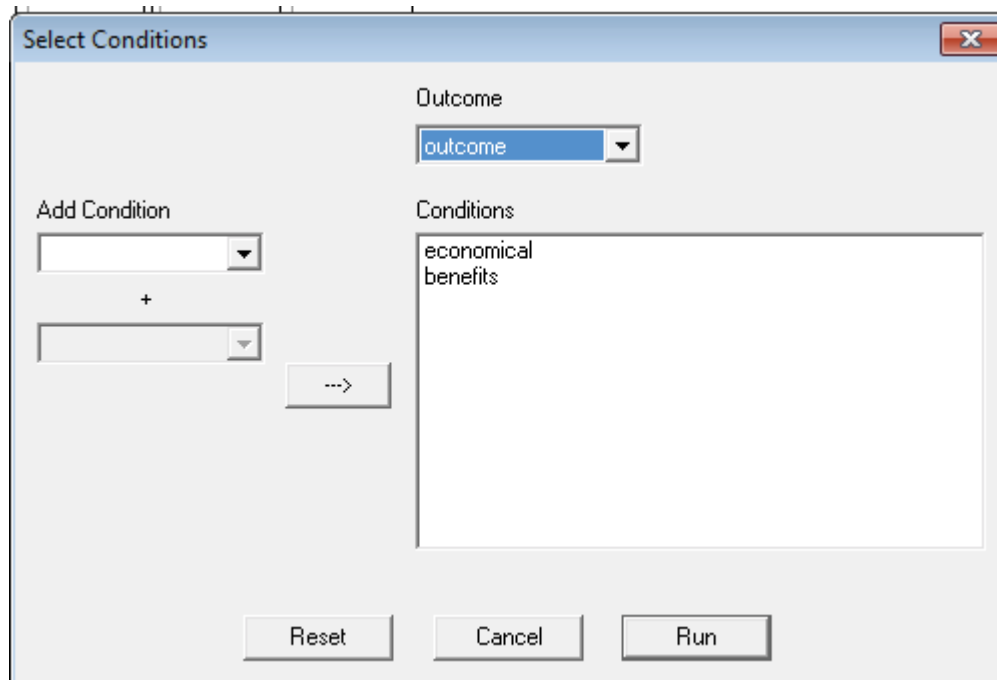 Select Conditions
Outcome
outcome
Add Condition
Conditions
economical
benefits
+
--->
Reset
Cancel
Run